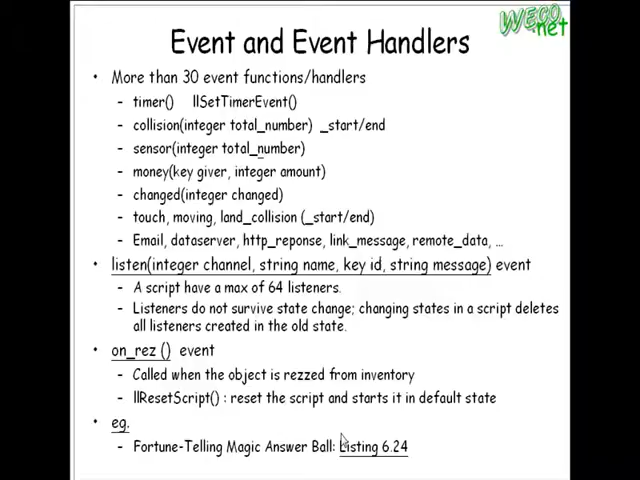 WECO
.net
Event and Event Handlers
• More than 30 event functions/handlers
– timer() llSetTimerEvent()
– collision(integer total_number) _start/end
– sensor(integer total_number)
– money(key giver, integer amount)
– changed(integer changed)
– touch, moving, land_collision (_start/end)
– Email, dataserver, http_reponse, link_message, remote_data, …
• listen(integer channel, string name, key id, string message) event
– A script have a max of 64 listeners.
– Listeners do not survive state change; changing states in a script deletes
all listeners created in the old state.
• on_rez () event
– Called when the object is rezzed from inventory
– llResetScript() : reset the script and starts it in default state
• eg.
– Fortune-Telling Magic Answer Ball: Listing 6.24